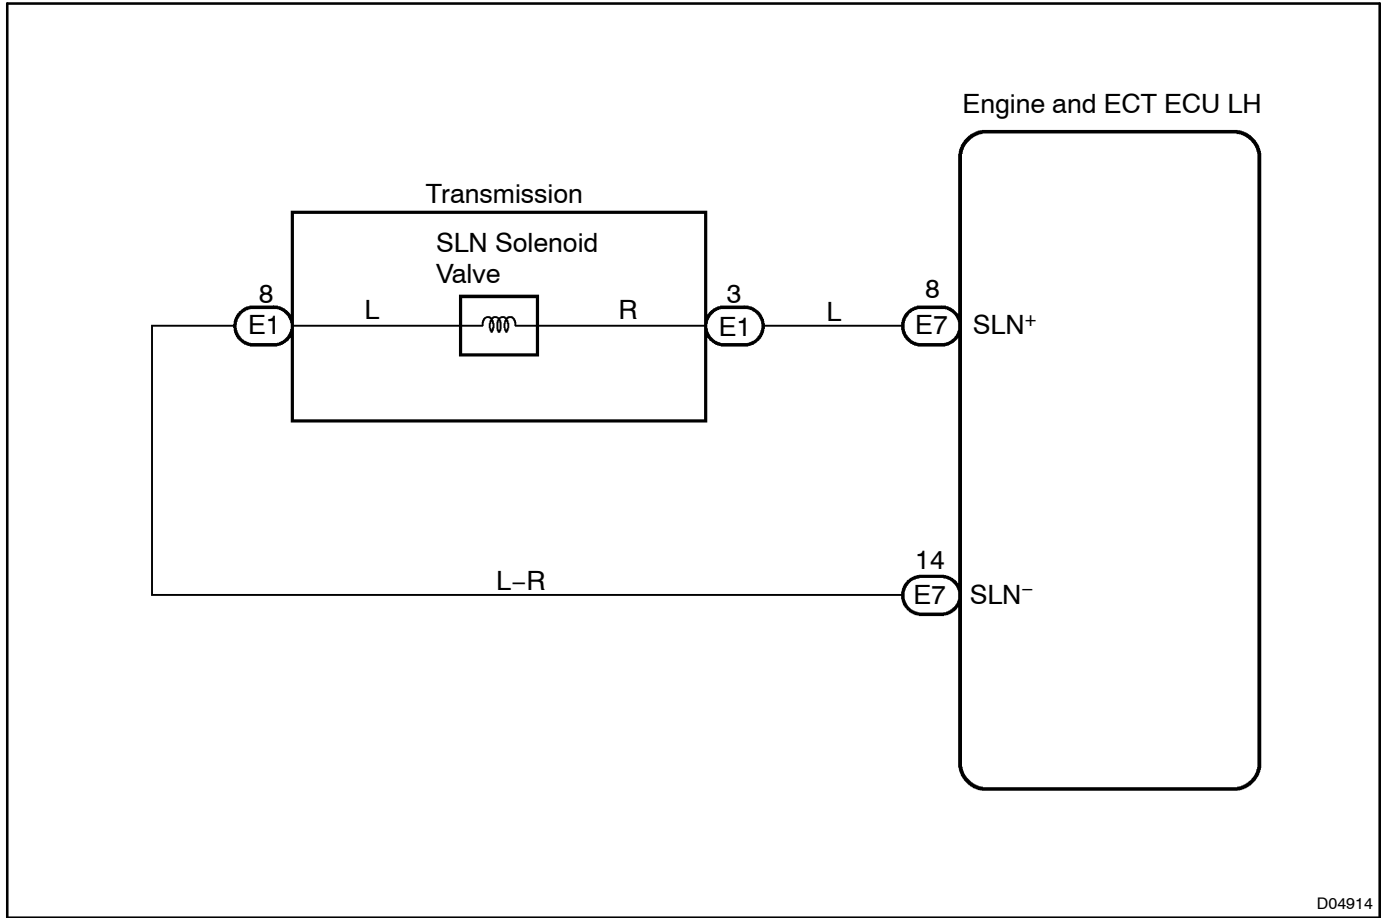 Engine and ECT ECU LH
Transmission
SLN Solenoid
Valve
8
E1
L
R
3
E1
L
8
E7
SLN+
L−R
14
E7
SLN−
D04914